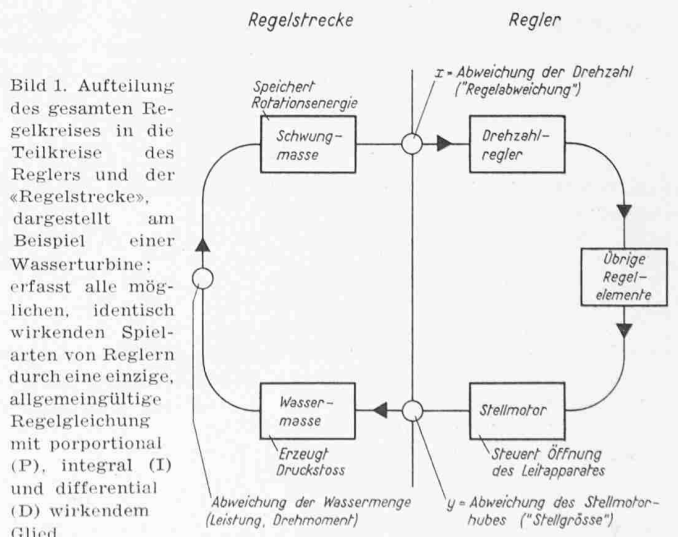 Regelstrecke
Regler
Bild 1. Aufteilung
des gesamten Re-
gelkreises in die
Teilkreise des
Reglers und der
«Regelstrecke»,
dargestellt am
Beispiel einer
Wasserturbine;
erfasst alle mög-
lichen, identisch
wirkenden Spiel-
arten von Reglern
durch eine einzige,
allgemeingültige
Regelgleichung
mit porportional
(P), integral (I)
und differential
(D) wirkendem
Glied
Speichert
Rotationsenergie
Schwung-
masse
x = Abweichung der Drehzahl
("Regelabweichung")
Drehzahl-
regler
Übrige
Regel-
elemente
Wasser-
masse
Erzeugt
Druckstoss
Stellmotor
Steuert Öffnung
des Leitapparates
Abweichung der Wassermenge
(Leistung, Drehmoment)
y = Abweichung des Stellmotor-
hubes ("Stellgrösse")